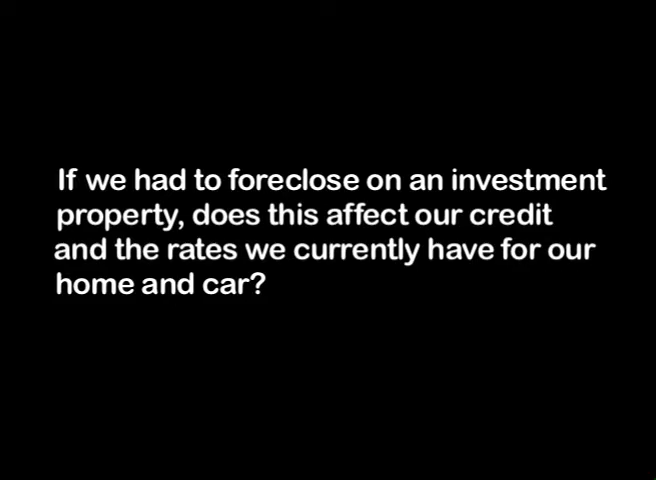 If we had to foreclose on an investment
property, does this affect our credit
and the rates we currently have for our
home and car?